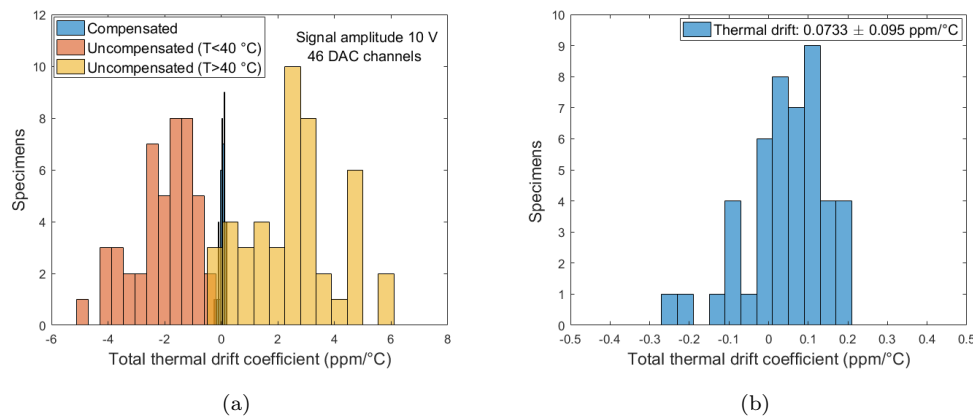 Compensated
Uncompensated (T<40 °C)
Uncompensated (T>40 °C)
Signal amplitude 10 V
46 DAC channels
12
10
8
6
4
2
0
Specimens
-6 -4 -2 0 2 4 6 8
Total thermal drift coefficient (ppm/°C)
(a)
Thermal drift: 0.0733 ± 0.095 ppm/°C
10
9
8
7
6
5
4
3
2
1
0
Specimens
-0.5 -0.4 -0.3 -0.2 -0.1 0 0.1 0.2 0.3 0.4 0.5
Total thermal drift coefficient (ppm/°C)
(b)